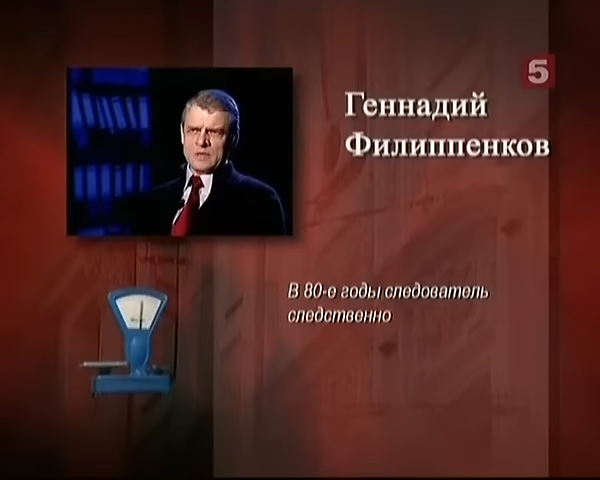 5
Геннадий
Филиппенков
В 80-е годы следователь
следственно